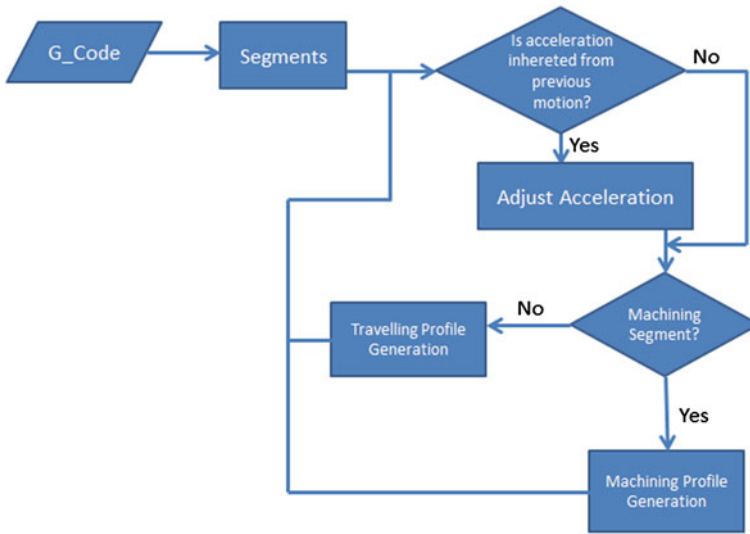 G_Code
Segments
Is acceleration
inhereted from
previous
motion?
No
Yes
Adjust Acceleration
No
Machining
Segment?
Travelling Profile
Generation
Yes
Machining Profile
Generation